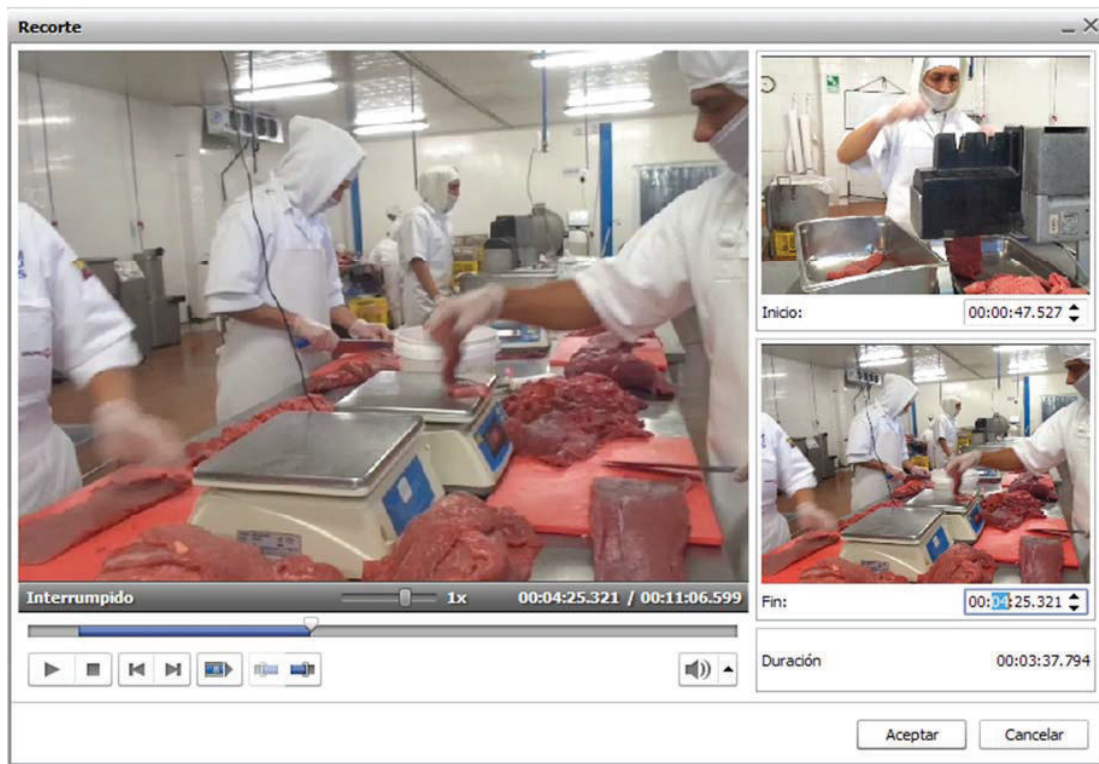 Recorte
Interrumpido 1x 00:04:25.321 / 00:11:06.599
Inicio: 00:00:47.527
Fin: 00:04:25.321
Duración 00:03:37.794
Aceptar Cancelar